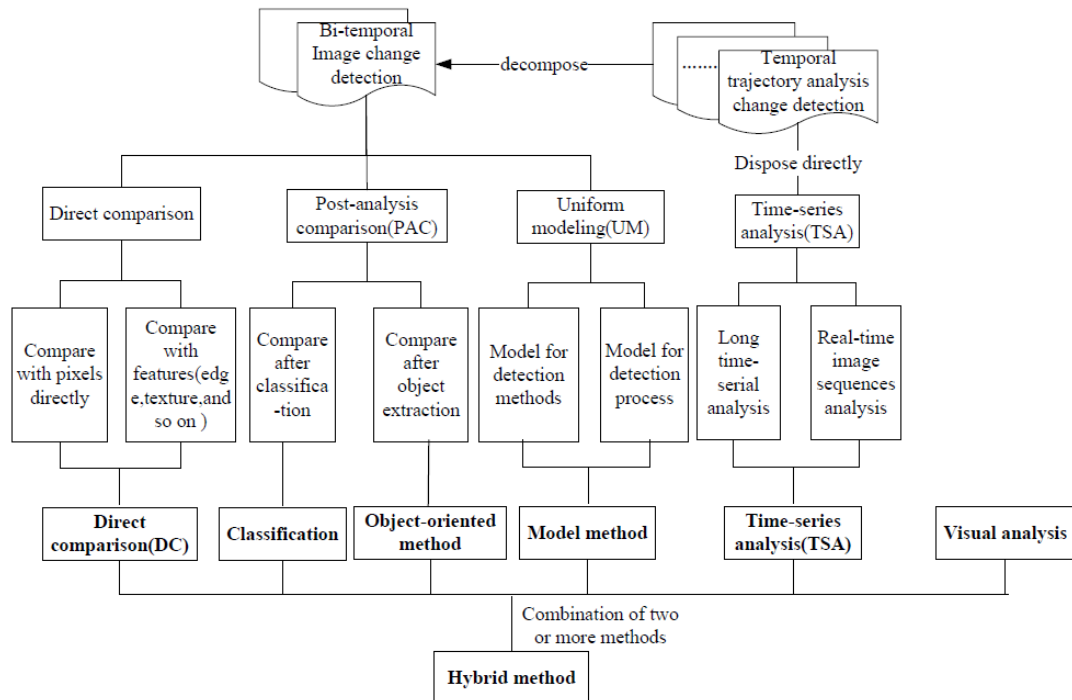 Bi-temporal
Image change
detection
decompose
........
Temporal
trajectory analysis
change detection
Dispose directly
Direct comparison
Post-analysis
comparison(PAC)
Uniform
modeling(UM)
Time-series
analysis(TSA)
Compare
with pixels
directly
Compare
with
features(edg
e,texture,and
so on )
Compare
after
classifica
-tion
Compare
after
object
extraction
Model for
detection
methods
Model for
detection
process
Long
time-
serial
analysis
Real-time
image
sequences
analysis
Direct
comparison(DC)
Classification
Object-oriented
method
Model method
Time-series
analysis(TSA)
Visual analysis
Combination of two
or more methods
Hybrid method